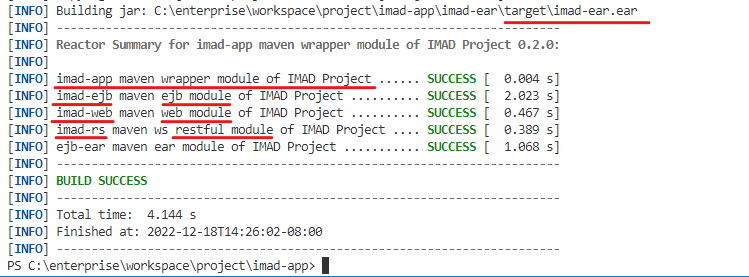 [INFO] Building jar: C:\enterprise\workspace\project\imad-app\imad-ear\target\imad-ear.ear
[INFO] ------------------------------------------------------------------------
[INFO] Reactor Summary for imad-app maven wrapper module of IMAD Project 0.2.0:
[INFO]
[INFO] imad-app maven wrapper module of IMAD Project ...... SUCCESS [  0.004 s]
[INFO] imad-ejb maven ejb module of IMAD Project .......... SUCCESS [  2.023 s]
[INFO] imad-web maven web module of IMAD Project .......... SUCCESS [  0.467 s]
[INFO] imad-rs maven ws restful module of IMAD Project .... SUCCESS [  0.389 s]
[INFO] ejb-ear maven ear module of IMAD Project ........... SUCCESS [  1.068 s]
[INFO] ------------------------------------------------------------------------
[INFO] BUILD SUCCESS
[INFO] ------------------------------------------------------------------------
[INFO] Total time:  4.144 s
[INFO] Finished at: 2022-12-18T14:26:02-08:00
[INFO] ------------------------------------------------------------------------
PS C:\enterprise\workspace\project\imad-app>